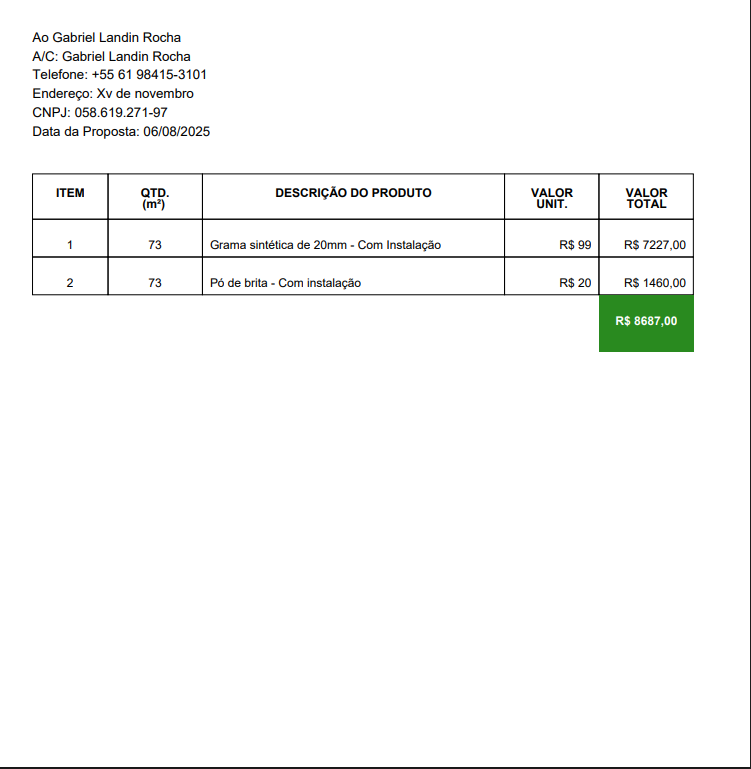 Ao Gabriel Landin Rocha
A/C: Gabriel Landin Rocha
Telefone: +55 61 98415-3101
Endereço: Xv de novembro
CNPJ: 058.619.271-97
Data da Proposta: 06/08/2025
ITEM QTD. (m²) DESCRIÇÃO DO PRODUTO VALOR UNIT. VALOR TOTAL
1 73 Grama sintética de 20mm - Com Instalação R$ 99 R$ 7227,00
2 73 Pó de brita - Com instalação R$ 20 R$ 1460,00
R$ 8687,00